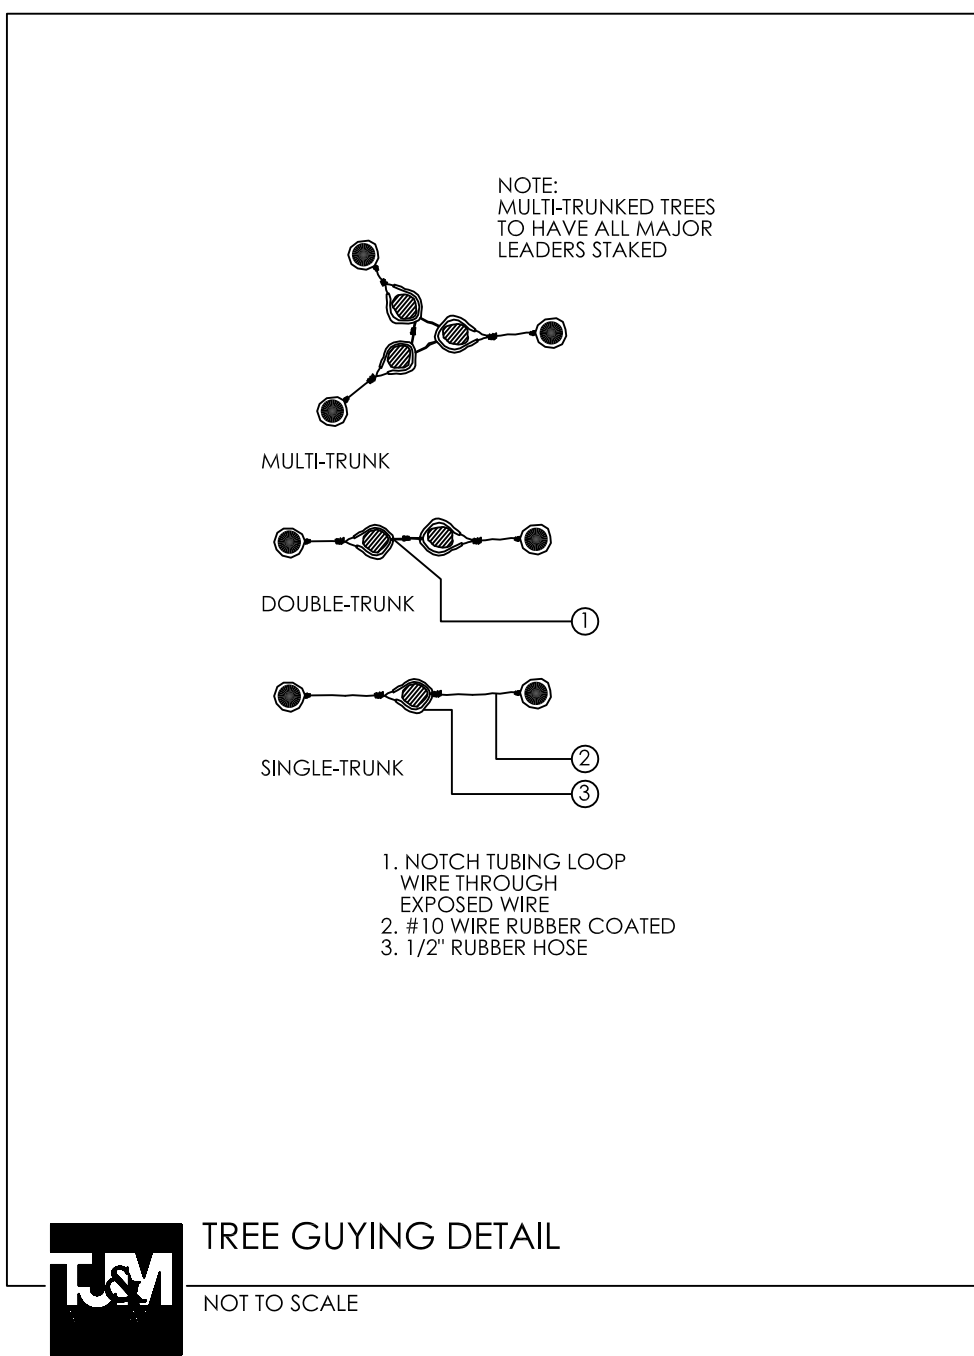 NOTE:
MULTI-TRUNKED TREES
TO HAVE ALL MAJOR
LEADERS STAKED
MULTI-TRUNK
DOUBLE-TRUNK
1
SINGLE-TRUNK
2
3
1. NOTCH TUBING LOOP
WIRE THROUGH
EXPOSED WIRE
2. #10 WIRE RUBBER COATED
3. 1/2" RUBBER HOSE
TREE GUYING DETAIL
TJ&M
NOT TO SCALE